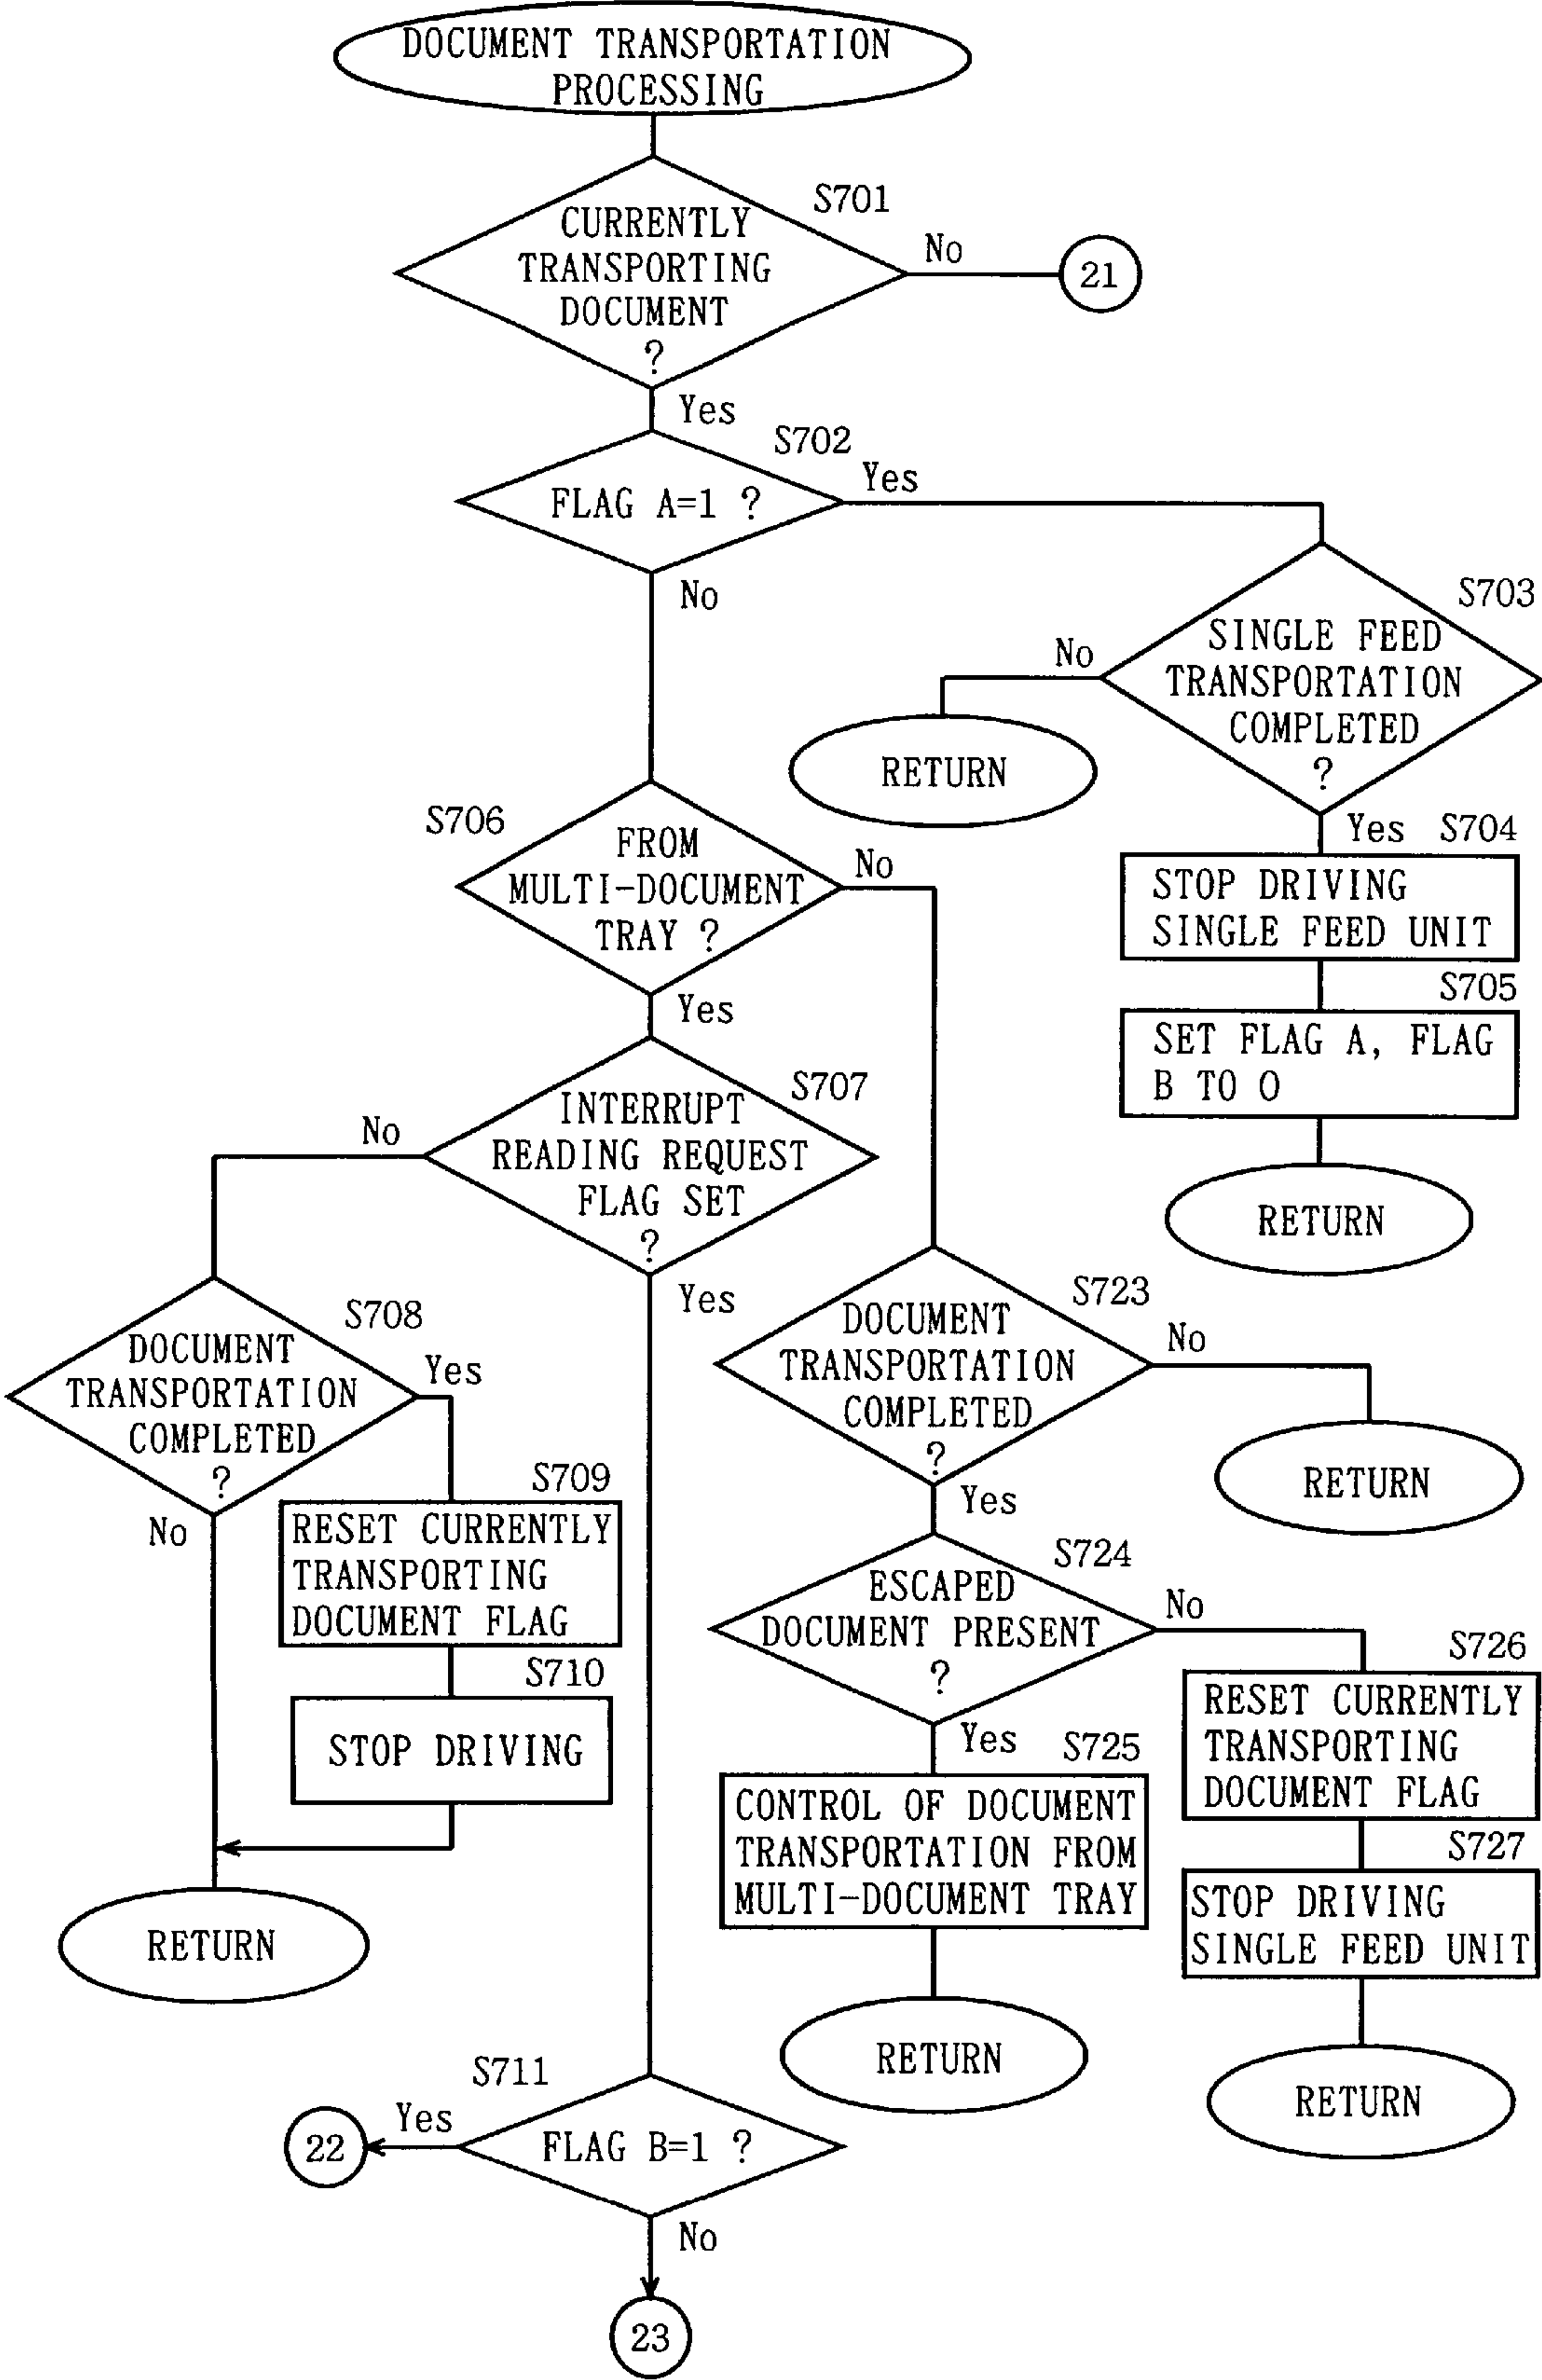 DOCUMENT TRANSPORTATION
PROCESSING
S701
CURRENTLY
TRANSPORTING
DOCUMENT
?
No
21
Yes
S702
FLAG A=1 ?
Yes
No
S703
SINGLE FEED
TRANSPORTATION
COMPLETED
?
No
RETURN
Yes
S704
STOP DRIVING
SINGLE FEED UNIT
S705
SET FLAG A, FLAG
B TO O
RETURN
S706
FROM
MULTI-DOCUMENT
TRAY ?
No
Yes
S707
INTERRUPT
READING REQUEST
FLAG SET
?
No
Yes
S708
DOCUMENT
TRANSPORTATION
COMPLETED
?
Yes
No
S709
RESET CURRENTLY
TRANSPORTING
DOCUMENT FLAG
S710
STOP DRIVING
RETURN
S723
DOCUMENT
TRANSPORTATION
COMPLETED
?
No
RETURN
Yes
S724
ESCAPED
DOCUMENT PRESENT
?
No
Yes
S725
CONTROL OF DOCUMENT
TRANSPORTATION FROM
MULTI-DOCUMENT TRAY
RETURN
S726
RESET CURRENTLY
TRANSPORTING
DOCUMENT FLAG
S727
STOP DRIVING
SINGLE FEED UNIT
RETURN
S711
FLAG B=1 ?
Yes
22
No
23